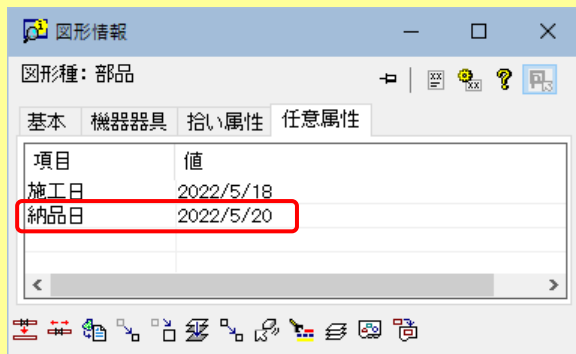 図形情報
図形種: 部品
基本 機器器具 拾い属性 任意属性
項目 値
施工日 2022/5/18
納品日 2022/5/20